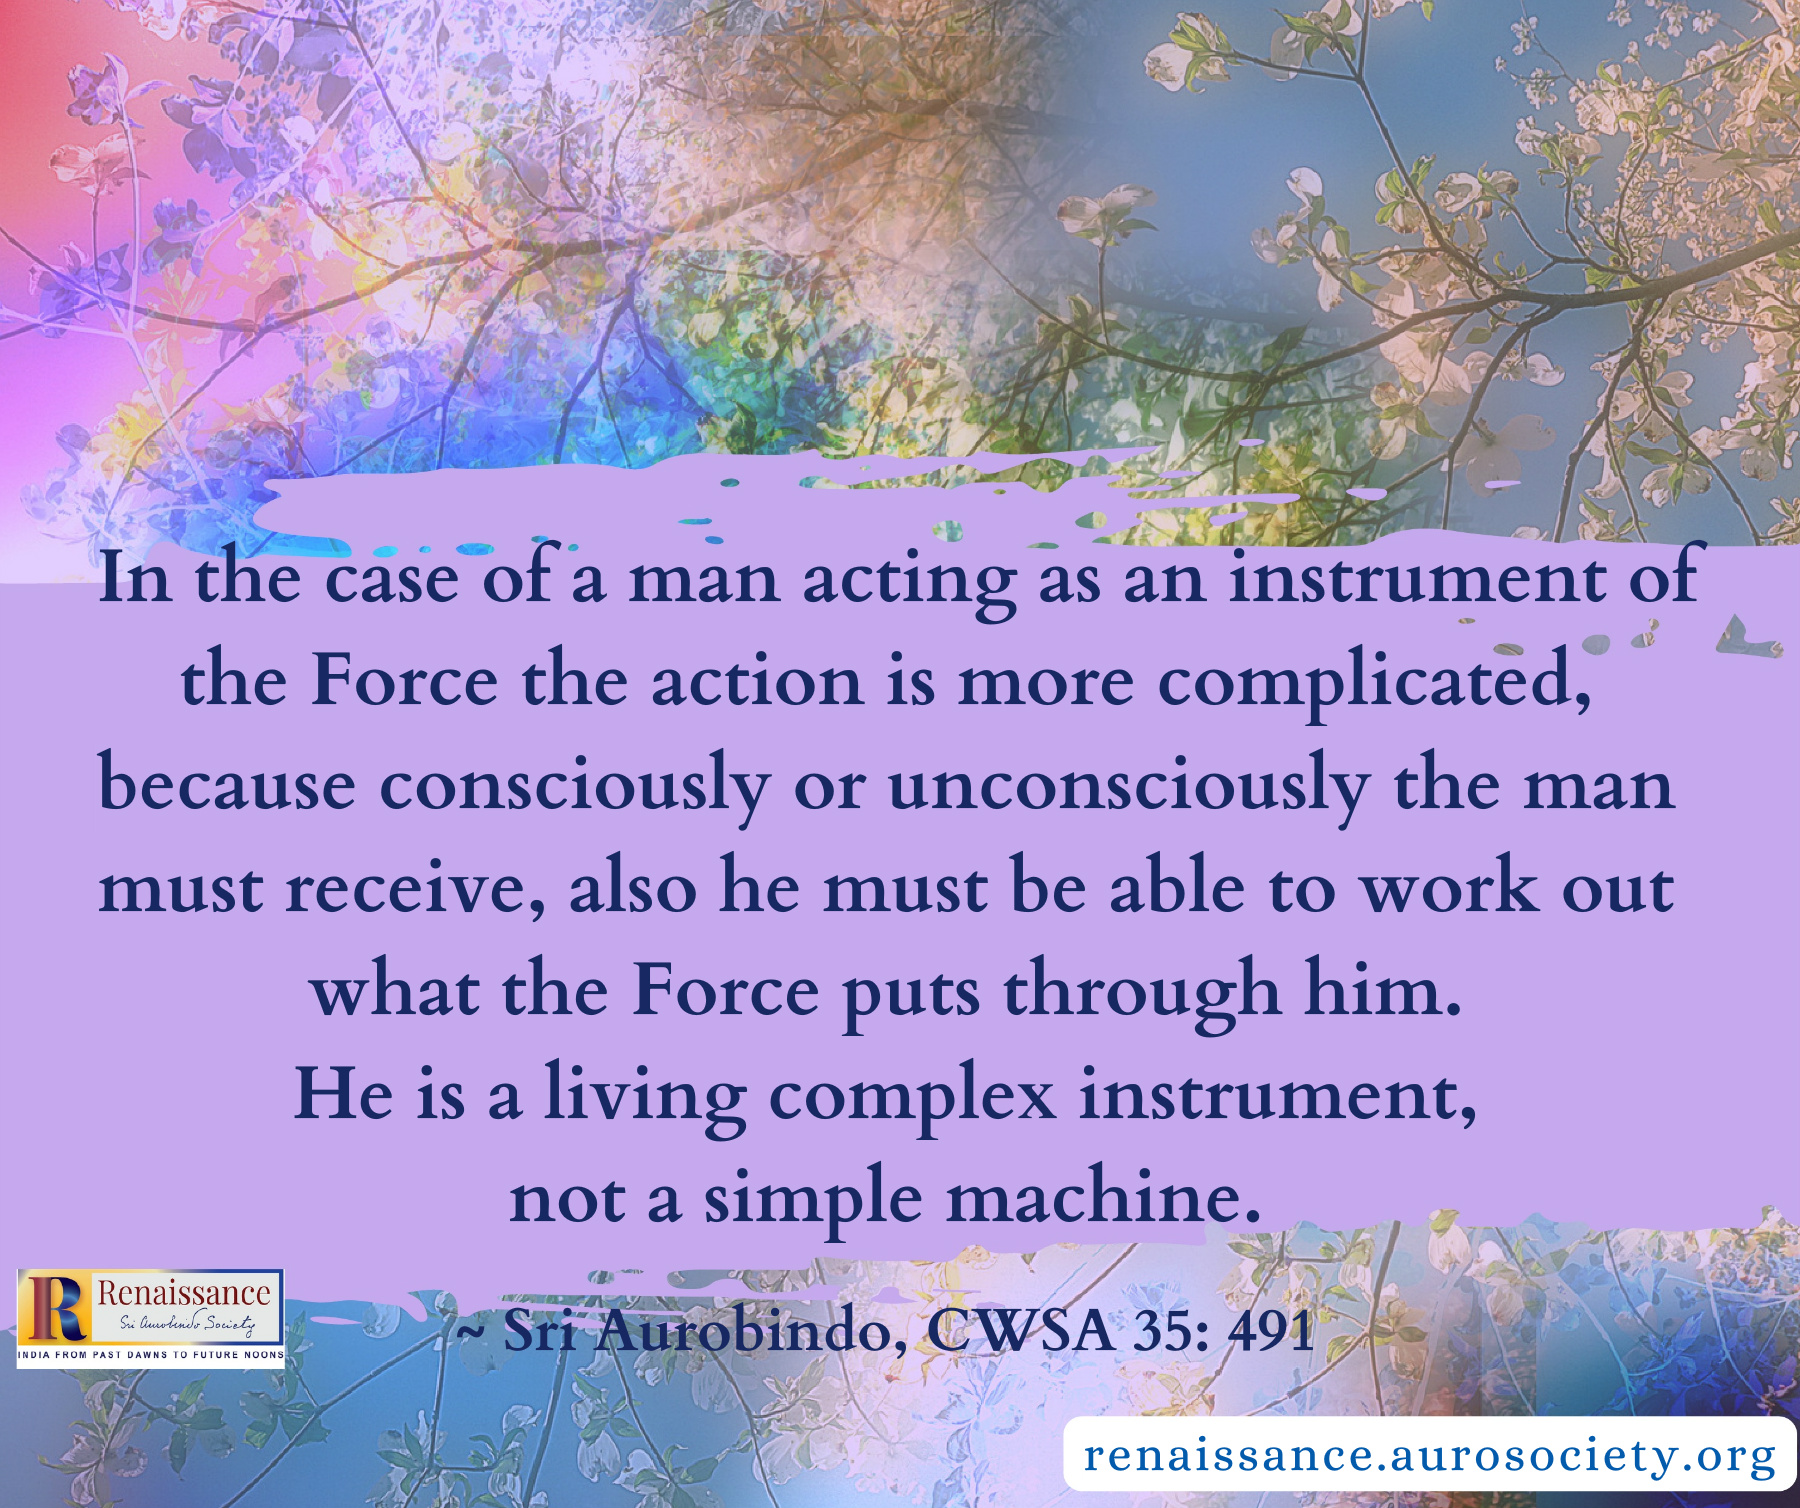 In the case of a man acting as an instrument of
the Force the action is more complicated,
because consciously or unconsciously the man
must receive, also he must be able to work out
what the Force puts through him.
He is a living complex instrument,
not a simple machine.
~ Sri Aurobindo, CWSA 35: 491
R Renaissance
Sri Aurobindo Society
INDIA FROM PAST DAWNS TO FUTURE NOONS
renaissance.aurosociety.org